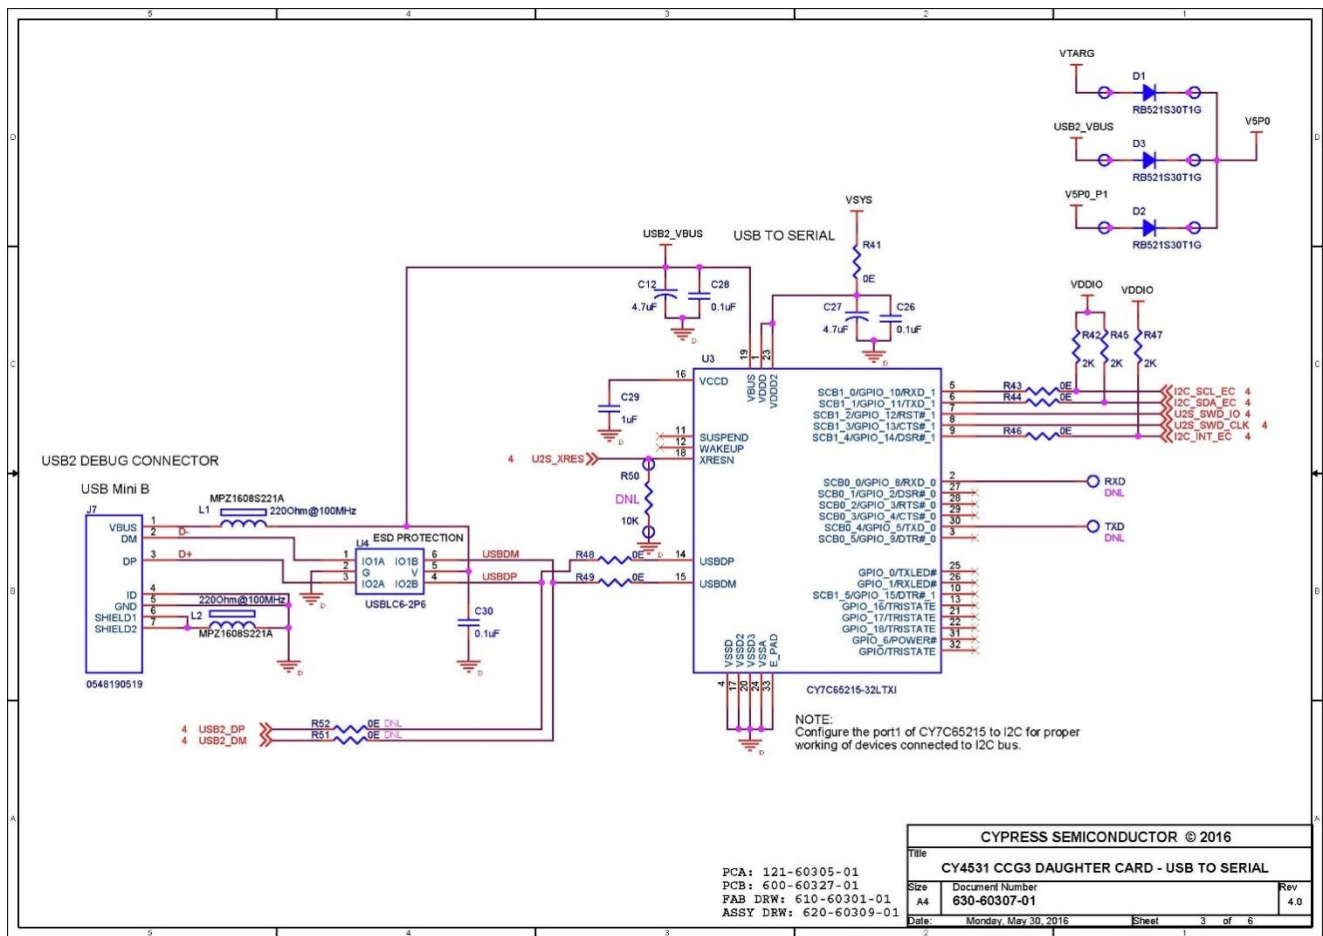 5 4 3 2 1
D
C
B
A
VTARG
D1
RB521S30T1G
USB2_VBUS
D3
RB521S30T1G
V5P0
V5P0_P1
D2
RB521S30T1G
VSYS
USB2_VBUS
USB TO SERIAL
R41
0E
C12
4.7uF
C28
0.1uF
D
C27
4.7uF
C26
0.1uF
D
VDDIO
VDDIO
R42
2K
R45
2K
R47
2K
19 1 23
U3
VBUS
VDDD
VDDD2
16 VCCD
C29
1uF
D
11 SUSPEND
12 WAKEUP
18 XRESN
4 U2S_XRES
R50
DNL
10K
D
SCB1_0/GPIO_10/RXD_1 5 R43 0E I2C_SCL_EC 4
SCB1_1/GPIO_11/TXD_1 6 R44 0E I2C_SDA_EC 4
SCB1_2/GPIO_12/RST#_1 7 U2S_SWD_IO 4
SCB1_3/GPIO_13/CTS#_1 8 U2S_SWD_CLK 4
SCB1_4/GPIO_14/DSR#_1 9 R46 0E I2C_INT_EC 4
SCB0_0/GPIO_8/RXD_0 2 RXD
DNL
SCB0_1/GPIO_2/DSR#_0 27
SCB0_2/GPIO_3/RTS#_0 28
SCB0_3/GPIO_4/CTS#_0 29
SCB0_4/GPIO_5/TXD_0 30 TXD
DNL
SCB0_5/GPIO_9/DTR#_0 3
GPIO_0/TXLED# 25
GPIO_1/RXLED# 26
SCB1_5/GPIO_15/DTR#_1 10
GPIO_16/TRISTATE 13
GPIO_17/TRISTATE 21
GPIO_18/TRISTATE 22
GPIO_6/POWER# 31
GPIO/TRISTATE 32
R48 0E 14 USBDP
R49 0E 15 USBDM
VSSD
VSSD2
VSSD3
VSSA
E_PAD
4 17 20 24 33
D
CY7C65215-32LTXI
USB2 DEBUG CONNECTOR
USB Mini B
J7
VBUS 1
DM 2 D-
DP 3 D+
ID 4
GND 5
SHIELD1 6
SHIELD2 7
0548190519
MPZ1608S221A
L1 220Ohm@100MHz
220Ohm@100MHz
L2
MPZ1608S221A
D
ESD PROTECTION
U4
1 IO1A IO1B 6 USBDM
2 G V 5
3 IO2A IO2B 4 USBDP
USBLC6-2P6
D
C30
0.1uF
D
4 USB2_DP R52 0E DNL
4 USB2_DM R51 0E DNL
NOTE:
Configure the port1 of CY7C65215 to I2C for proper
working of devices connected to I2C bus.
PCA: 121-60305-01
PCB: 600-60327-01
FAB DRW: 610-60301-01
ASSY DRW: 620-60309-01
CYPRESS SEMICONDUCTOR © 2016
Title
CY4531 CCG3 DAUGHTER CARD - USB TO SERIAL
Size Document Number Rev
A4 630-60307-01 4.0
Date: Monday, May 30, 2016 Sheet 3 of 6
D
C
B
A
5 4 3 2 1